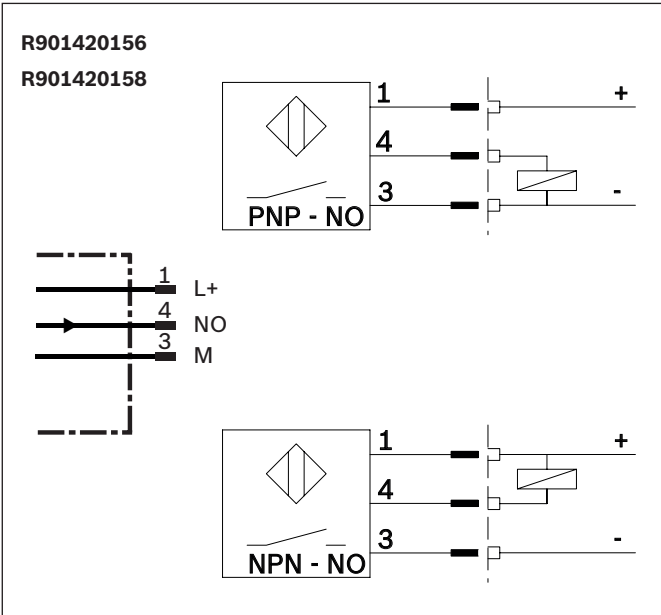 R901420156
R901420158
1
+
4
3
-
PNP - NO
1 L+
4 NO
3 M
1
+
4
3
-
NPN - NO